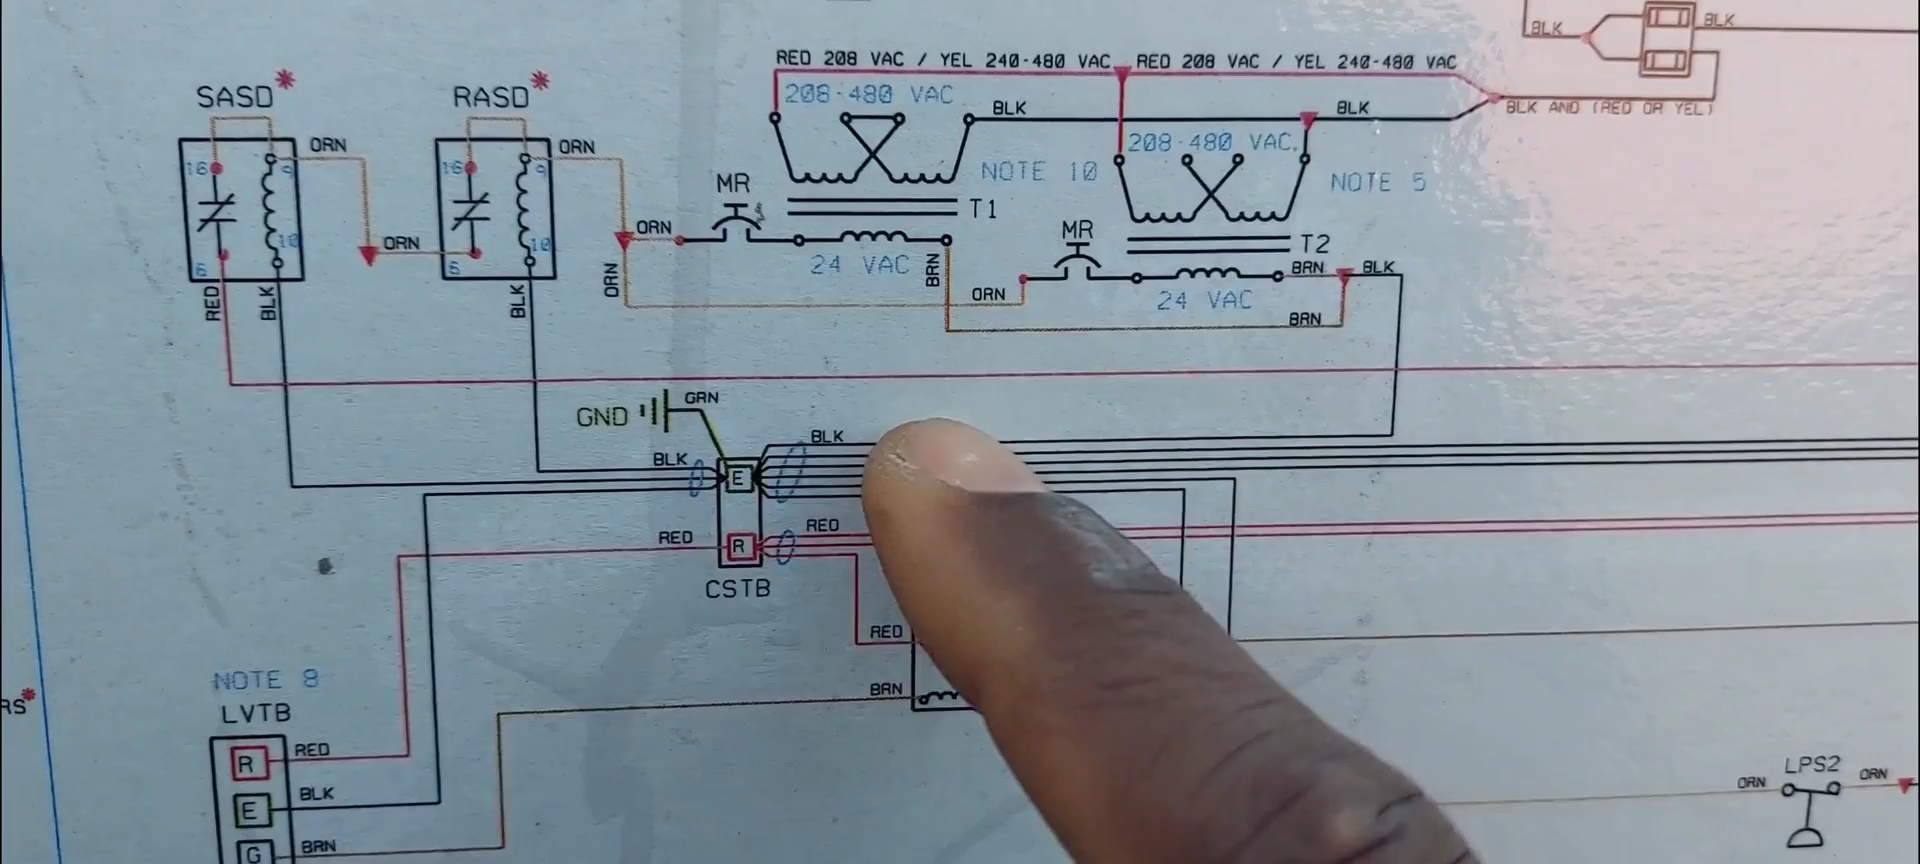 BLK
BLK
RED 208 VAC / YEL 240-480 VAC
RED 208 VAC / YEL 240-480 VAC
SASD*
RASD*
208-480 VAC
BLK
BLK
BLK AND (RED OR YEL)
16
9
ORN
16
9
ORN
208-480 VAC.
NOTE 10
NOTE 5
MR
T1
ORN
ORN
MR
T2
10
6
10
6
24 VAC
BRN
BRN
BLK
RED
BLK
BLK
ORN
ORN
24 VAC
BRN
GND
GRN
BLK
BLK
E
RED
RED
R
CSTB
RED
NOTE 8
BRN
RS*
LVTB
R
RED
E
BLK
G
BRN
LPS2
ORN
ORN